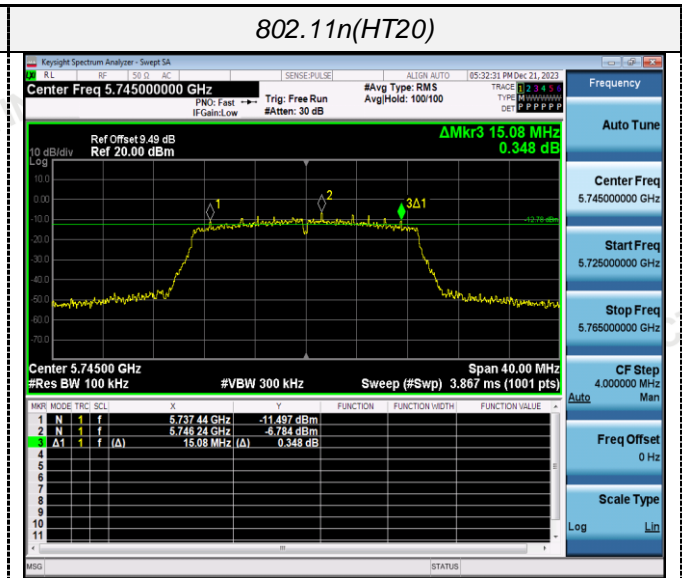 802.11n(HT20)
Keysight Spectrum Analyzer - Swept SA
RL RF 50 Ω AC SENSE:PULSE ALIGN AUTO 05:32:31 PM Dec 21, 2023
Center Freq 5.745000000 GHz #Avg Type: RMS TRACE 1 2 3 4 5 6
PNO: Fast Trig: Free Run Avg|Hold: 100/100 TYPE M WWWWW
IFGain:Low #Atten: 30 dB DET P P P P P P
Frequency
Auto Tune
Ref Offset 9.49 dB ΔMkr3 15.08 MHz
10 dB/div Ref 20.00 dBm 0.348 dB
Log
10.0
0.00
-10.0
-20.0
-30.0
-40.0
-50.0
-60.0
-70.0
1
2
3Δ1
-12.78 dBm
Center Freq
5.745000000 GHz
Start Freq
5.725000000 GHz
Stop Freq
5.765000000 GHz
Center 5.74500 GHz Span 40.00 MHz
#Res BW 100 kHz #VBW 300 kHz Sweep (#Swp) 3.867 ms (1001 pts)
CF Step
4.000000 MHz
Auto Man
MKR MODE TRC SCL X Y FUNCTION FUNCTION WIDTH FUNCTION VALUE
1 N 1 f 5.737 44 GHz -11.497 dBm
2 N 1 f 5.746 24 GHz -6.784 dBm
3 Δ1 1 f (Δ) 15.08 MHz (Δ) 0.348 dB
4
5
6
7
8
9
10
11
Freq Offset
0 Hz
Scale Type
Log Lin
MSG STATUS